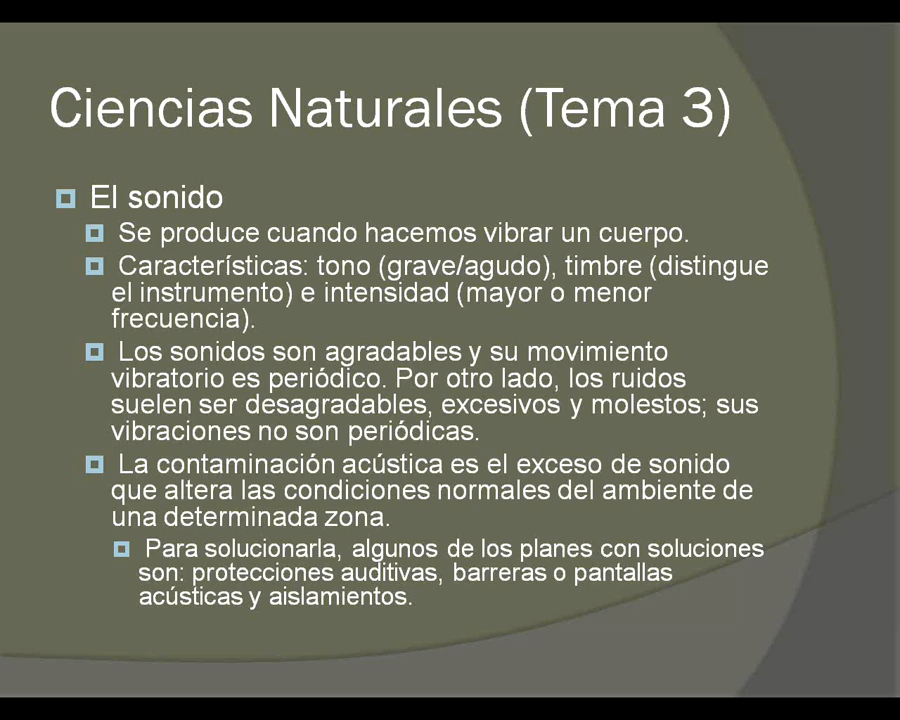 Ciencias Naturales (Tema 3)
El sonido
Se produce cuando hacemos vibrar un cuerpo.
Características: tono (grave/agudo), timbre (distingue
el instrumento) e intensidad (mayor o menor
frecuencia).
Los sonidos son agradables y su movimiento
vibratorio es periódico. Por otro lado, los ruidos
suelen ser desagradables, excesivos y molestos; sus
vibraciones no son periódicas.
La contaminación acústica es el exceso de sonido
que altera las condiciones normales del ambiente de
una determinada zona.
Para solucionarla, algunos de los planes con soluciones
son: protecciones auditivas, barreras o pantallas
acústicas y aislamientos.